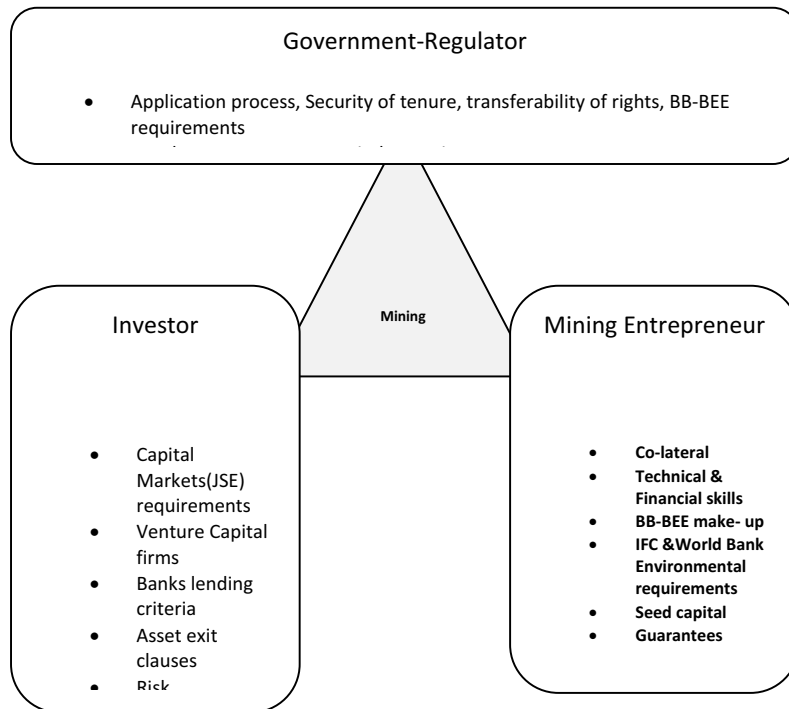 Government-Regulator
• Application process, Security of tenure, transferability of rights, BB-BEE
requirements
Mining
Investor
• Capital
Markets(JSE)
requirements
• Venture Capital
firms
• Banks lending
criteria
• Asset exit
clauses
• Risk
Mining Entrepreneur
• Co-lateral
• Technical &
Financial skills
• BB-BEE make- up
• IFC &World Bank
Environmental
requirements
• Seed capital
• Guarantees